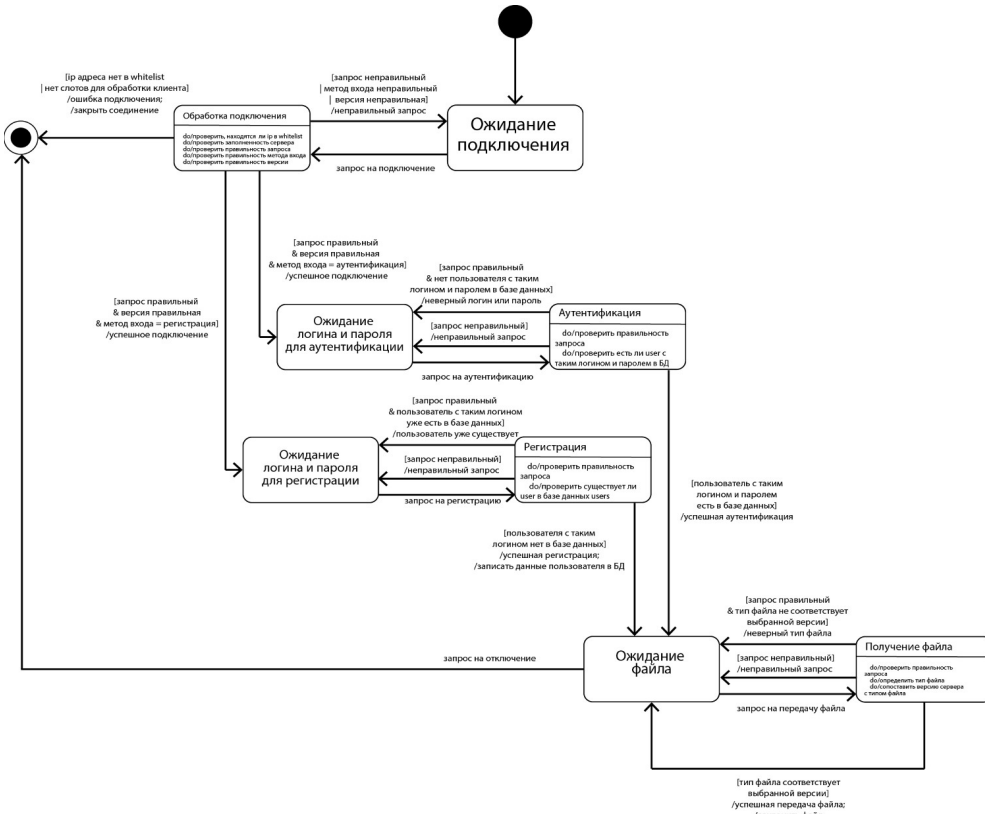 [ip адреса нет в whitelist
| нет слотов для обработки клиента]
/ошибка подключения;
/закрыть соединение
[запрос неправильный
| метод входа неправильный
| версия неправильная]
/неправильный запрос
Обработка подключения
do/проверить, находятся ли ip в whitelist
do/проверить заполненность сервера
do/проверить правильность запроса
do/проверить правильность метода входа
do/проверить правильность версии
Ожидание
подключения
запрос на подключение
[запрос правильный
& версия правильная
& метод входа = аутентификация]
/успешное подключение
[запрос правильный
& версия правильная
& метод входа = регистрация]
/успешное подключение
[запрос правильный
& нет пользователя с таким
логином и паролем в базе данных]
/неверный логин или пароль
Ожидание
логина и пароля
для аутентификации
[запрос неправильный]
/неправильный запрос
Аутентификация
do/проверить правильность
запроса
do/проверить есть ли user с
таким логином и паролем в БД
запрос на аутентификацию
[запрос правильный
& пользователь с таким логином
уже есть в базе данных]
/пользователь уже существует
Ожидание
логина и пароля
для регистрации
[запрос неправильный]
/неправильный запрос
Регистрация
do/проверить правильность
запроса
do/проверить существует ли
user в базе данных users
запрос на регистрацию
[пользователь с таким
логином и паролем
есть в базе данных]
/успешная аутентификация
[пользователя с таким
логином нет в базе данных]
/успешная регистрация;
/записать данные пользователя в БД
[запрос правильный
& тип файла не соответствует
выбранной версии]
/неверный тип файла
запрос на отключение
Ожидание
файла
[запрос неправильный]
/неправильный запрос
Получение файла
do/проверить правильность
запроса
do/определить тип файла
do/сопоставить версию сервера
с типом файла
запрос на передачу файла
[тип файла соответствует
выбранной версии]
/успешная передача файла;